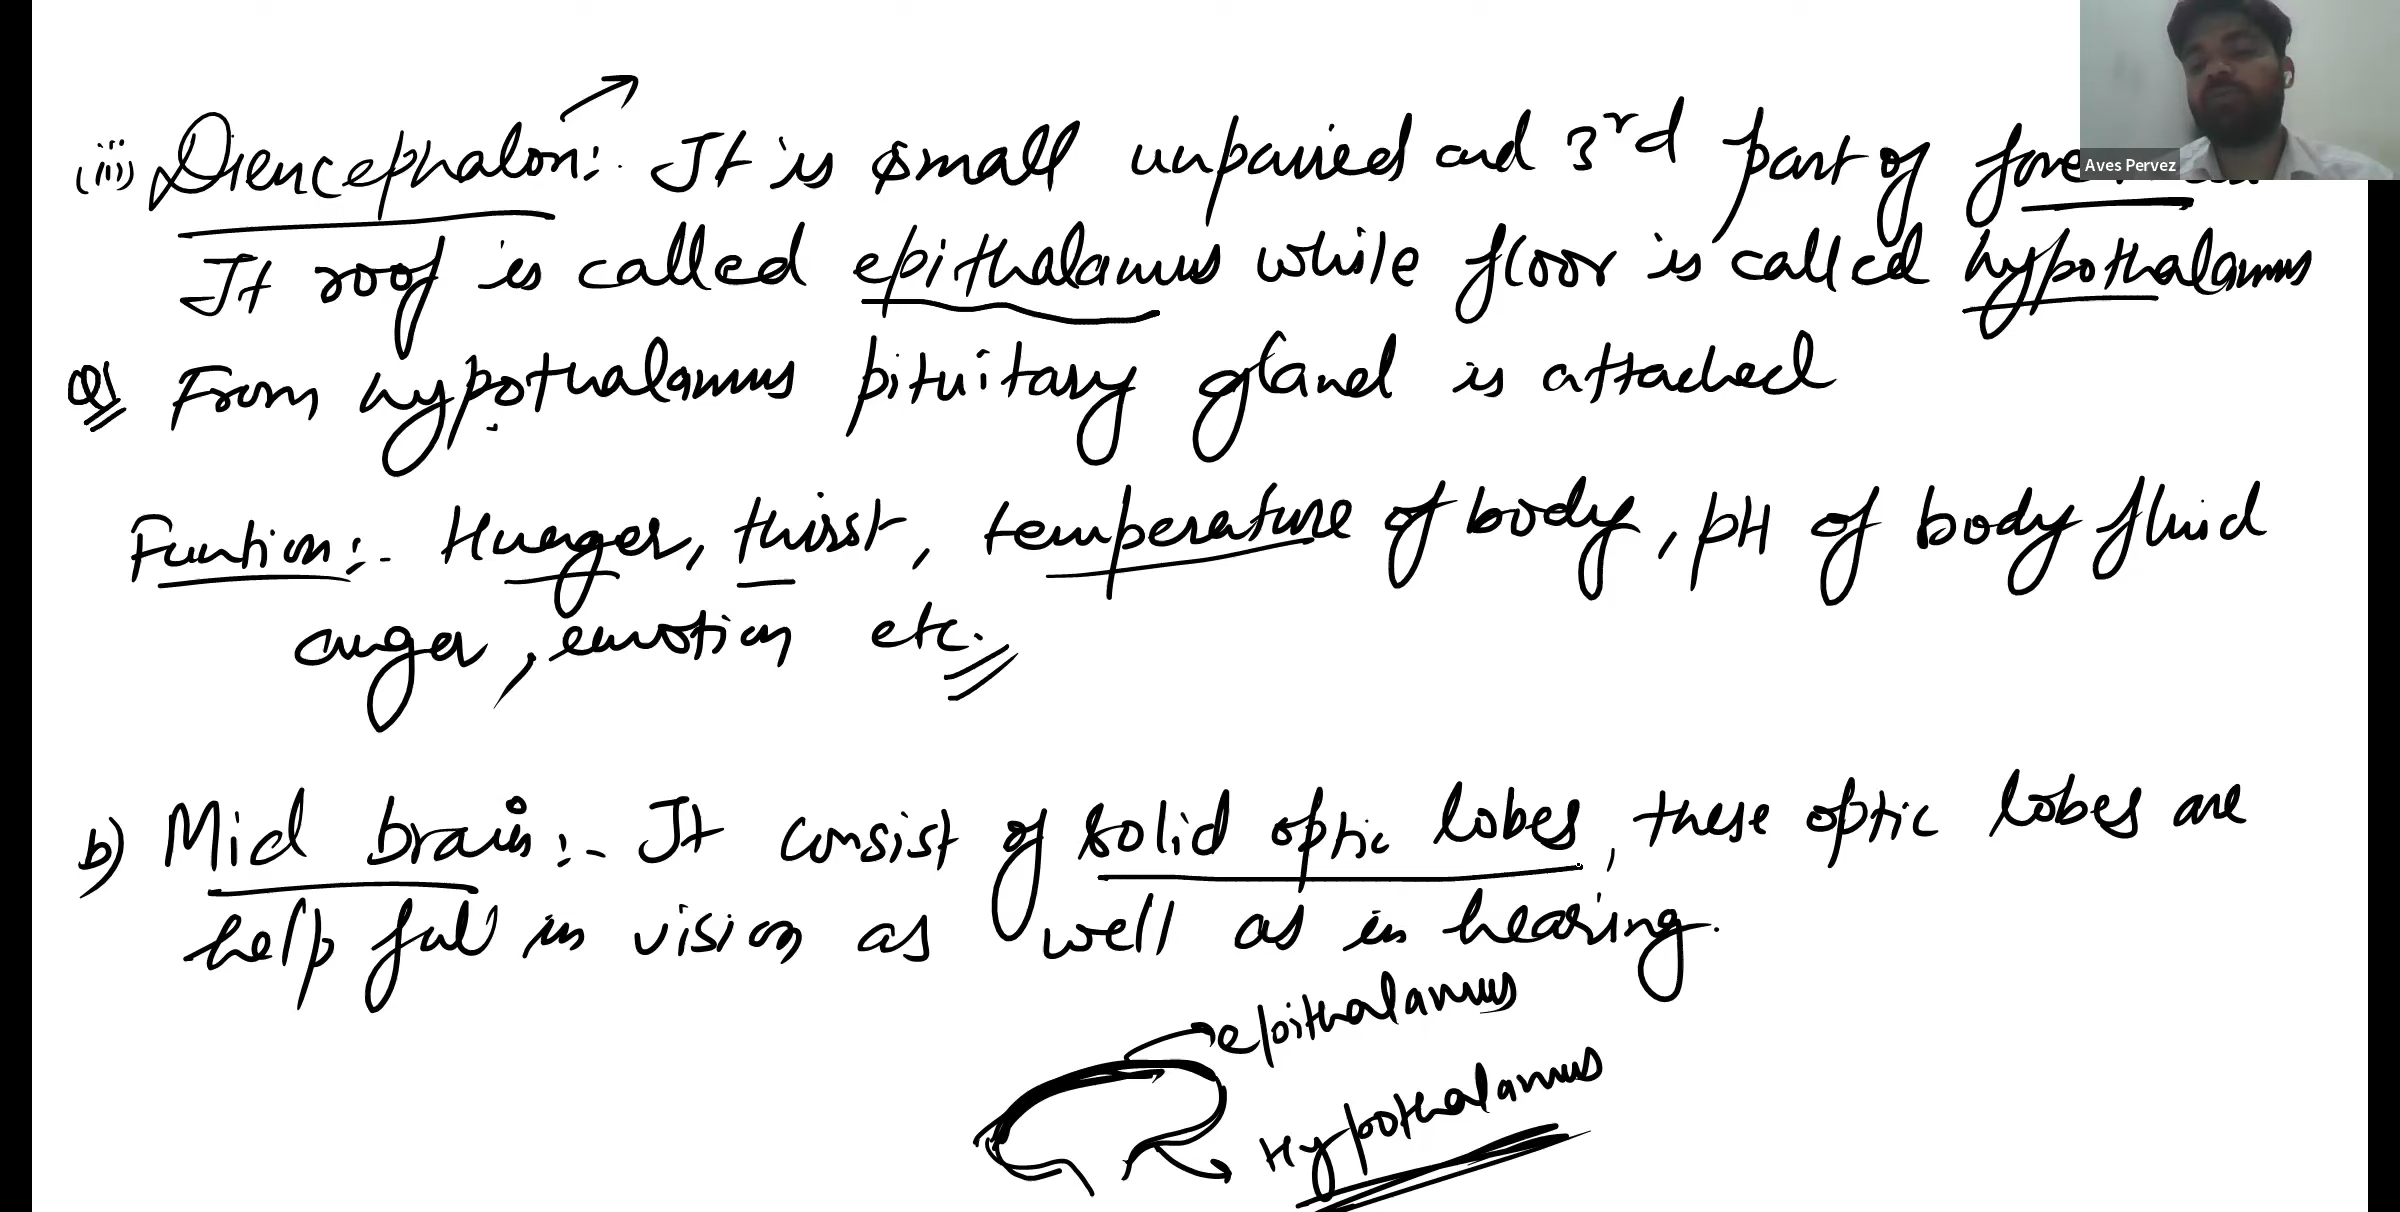 (iii) Diencephalon:- It is small unpaired and 3rd part of fore
Aves Pervez
It roof is called epithalamus while floor is called hypothalamus
Q1 From hypothalamus pituitary gland is attached
Funtion:- Hunger, thirst, temperature of body, pH of body fluid
anger, emotion etc.
b) Mid brain:- It consist of solid optic lobes, these optic lobes are
help ful in vision as well as in hearing.
epithalamus
Hypothalamus